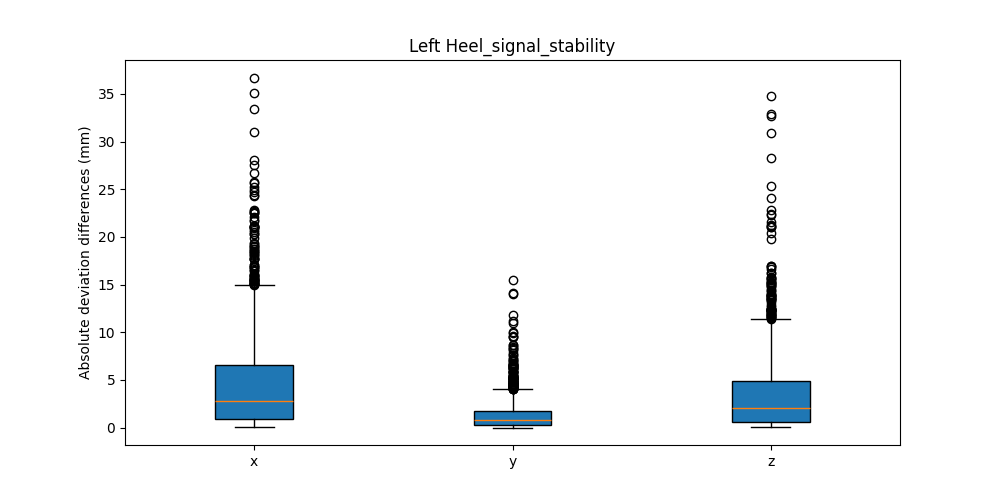 Left Heel_signal_stability
Absolute deviation differences (mm)
35
30
25
20
15
10
5
0
x y z